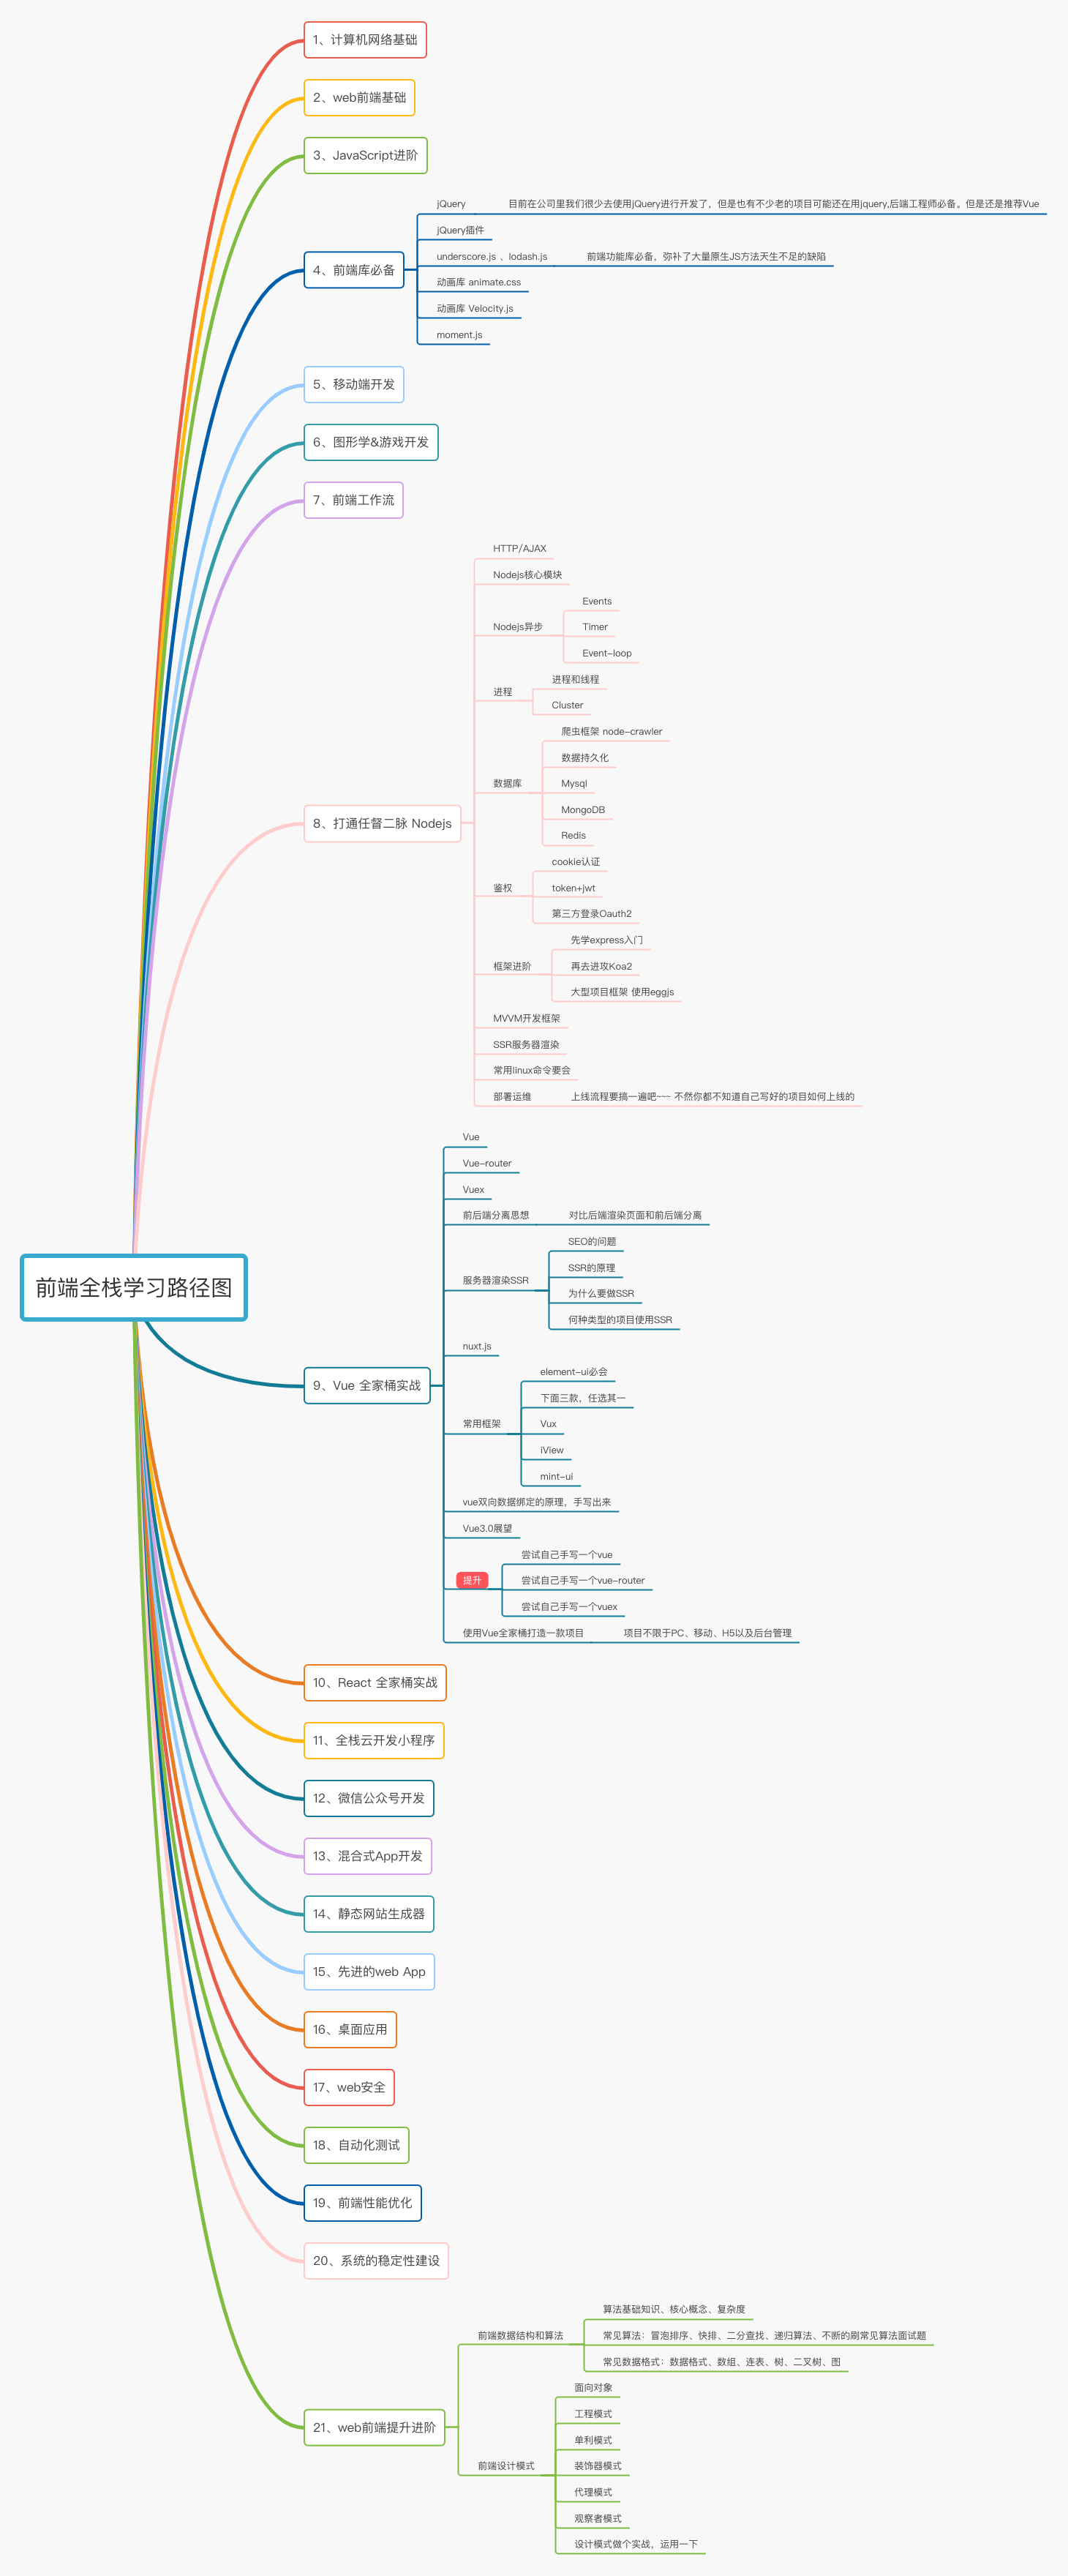 前端全栈学习路径图
1、计算机网络基础
2、web前端基础
3、JavaScript进阶
4、前端库必备
jQuery
目前在公司里我们很少去使用jQuery进行开发了，但是也有不少老的项目可能还在用jquery,后端工程师必备。但是还是推荐Vue
jQuery插件
underscore.js 、lodash.js
前端功能库必备，弥补了大量原生JS方法天生不足的缺陷
动画库 animate.css
动画库 Velocity.js
moment.js
5、移动端开发
6、图形学&游戏开发
7、前端工作流
8、打通任督二脉 Nodejs
HTTP/AJAX
Nodejs核心模块
Nodejs异步
Events
Timer
Event-loop
进程
进程和线程
Cluster
数据库
爬虫框架 node-crawler
数据持久化
Mysql
MongoDB
Redis
鉴权
cookie认证
token+jwt
第三方登录Oauth2
框架进阶
先学express入门
再去进攻Koa2
大型项目框架 使用eggjs
MVVM开发框架
SSR服务器渲染
常用linux命令要会
部署运维
上线流程要搞一遍吧~~~ 不然你都不知道自己写好的项目如何上线的
9、Vue 全家桶实战
Vue
Vue-router
Vuex
前后端分离思想
对比后端渲染页面和前后端分离
服务器渲染SSR
SEO的问题
SSR的原理
为什么要做SSR
何种类型的项目使用SSR
nuxt.js
常用框架
element-ui必会
下面三款，任选其一
Vux
iView
mint-ui
vue双向数据绑定的原理，手写出来
Vue3.0展望
提升
尝试自己手写一个vue
尝试自己手写一个vue-router
尝试自己手写一个vuex
使用Vue全家桶打造一款项目
项目不限于PC、移动、H5以及后台管理
10、React 全家桶实战
11、全栈云开发小程序
12、微信公众号开发
13、混合式App开发
14、静态网站生成器
15、先进的web App
16、桌面应用
17、web安全
18、自动化测试
19、前端性能优化
20、系统的稳定性建设
21、web前端提升进阶
前端数据结构和算法
算法基础知识、核心概念、复杂度
常见算法：冒泡排序、快排、二分查找、递归算法、不断的刷常见算法面试题
常见数据格式：数据格式、数组、连表、树、二叉树、图
前端设计模式
面向对象
工程模式
单利模式
装饰器模式
代理模式
观察者模式
设计模式做个实战，运用一下